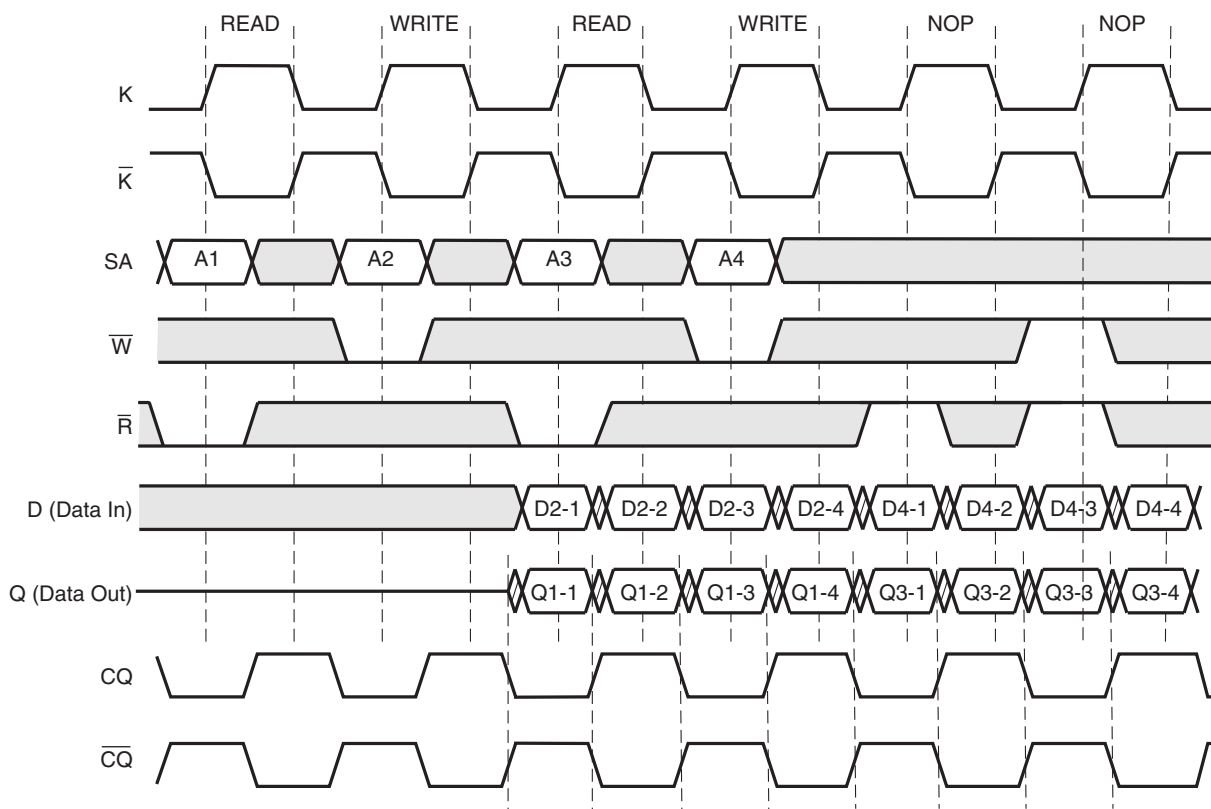 READ WRITE READ WRITE NOP NOP
K
K̅
SA A1 A2 A3 A4
W̅
R̅
D (Data In) D2-1 D2-2 D2-3 D2-4 D4-1 D4-2 D4-3 D4-4
Q (Data Out) Q1-1 Q1-2 Q1-3 Q1-4 Q3-1 Q3-2 Q3-3 Q3-4
CQ
C̅Q̅